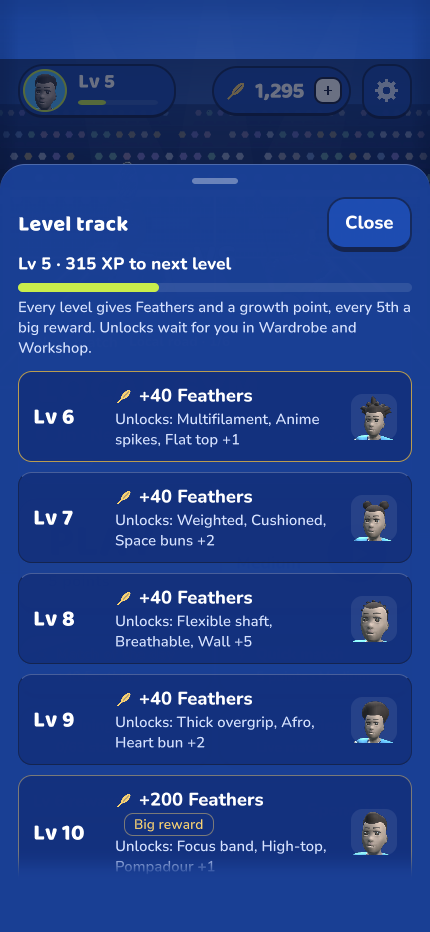 Lv 5
1,295
+
Level track
Close
Lv 5 · 315 XP to next level
Every level gives Feathers and a growth point, every 5th a
big reward. Unlocks wait for you in Wardrobe and
Workshop.
+40 Feathers
Lv 6
Unlocks: Multifilament, Anime
spikes, Flat top +1
+40 Feathers
Lv 7
Unlocks: Weighted, Cushioned,
Space buns +2
+40 Feathers
Lv 8
Unlocks: Flexible shaft,
Breathable, Wall +5
+40 Feathers
Lv 9
Unlocks: Thick overgrip, Afro,
Heart bun +2
+200 Feathers
Big reward
Lv 10
Unlocks: Focus band, High-top,
Pompadour +1